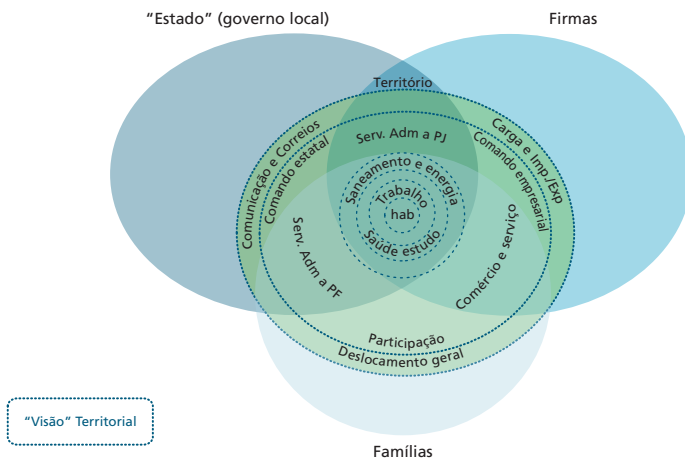 “Estado” (governo local)
Firmas
Território
Comunicação e Correios
Comando estatal
Serv. Adm a PJ
Carga e Imp./Exp
Comando empresarial
Saneamento e energia
Trabalho
hab
Saúde estudo
Serv. Adm a PF
Comércio e serviço
Participação
Deslocamento geral
“Visão” Territorial
Famílias